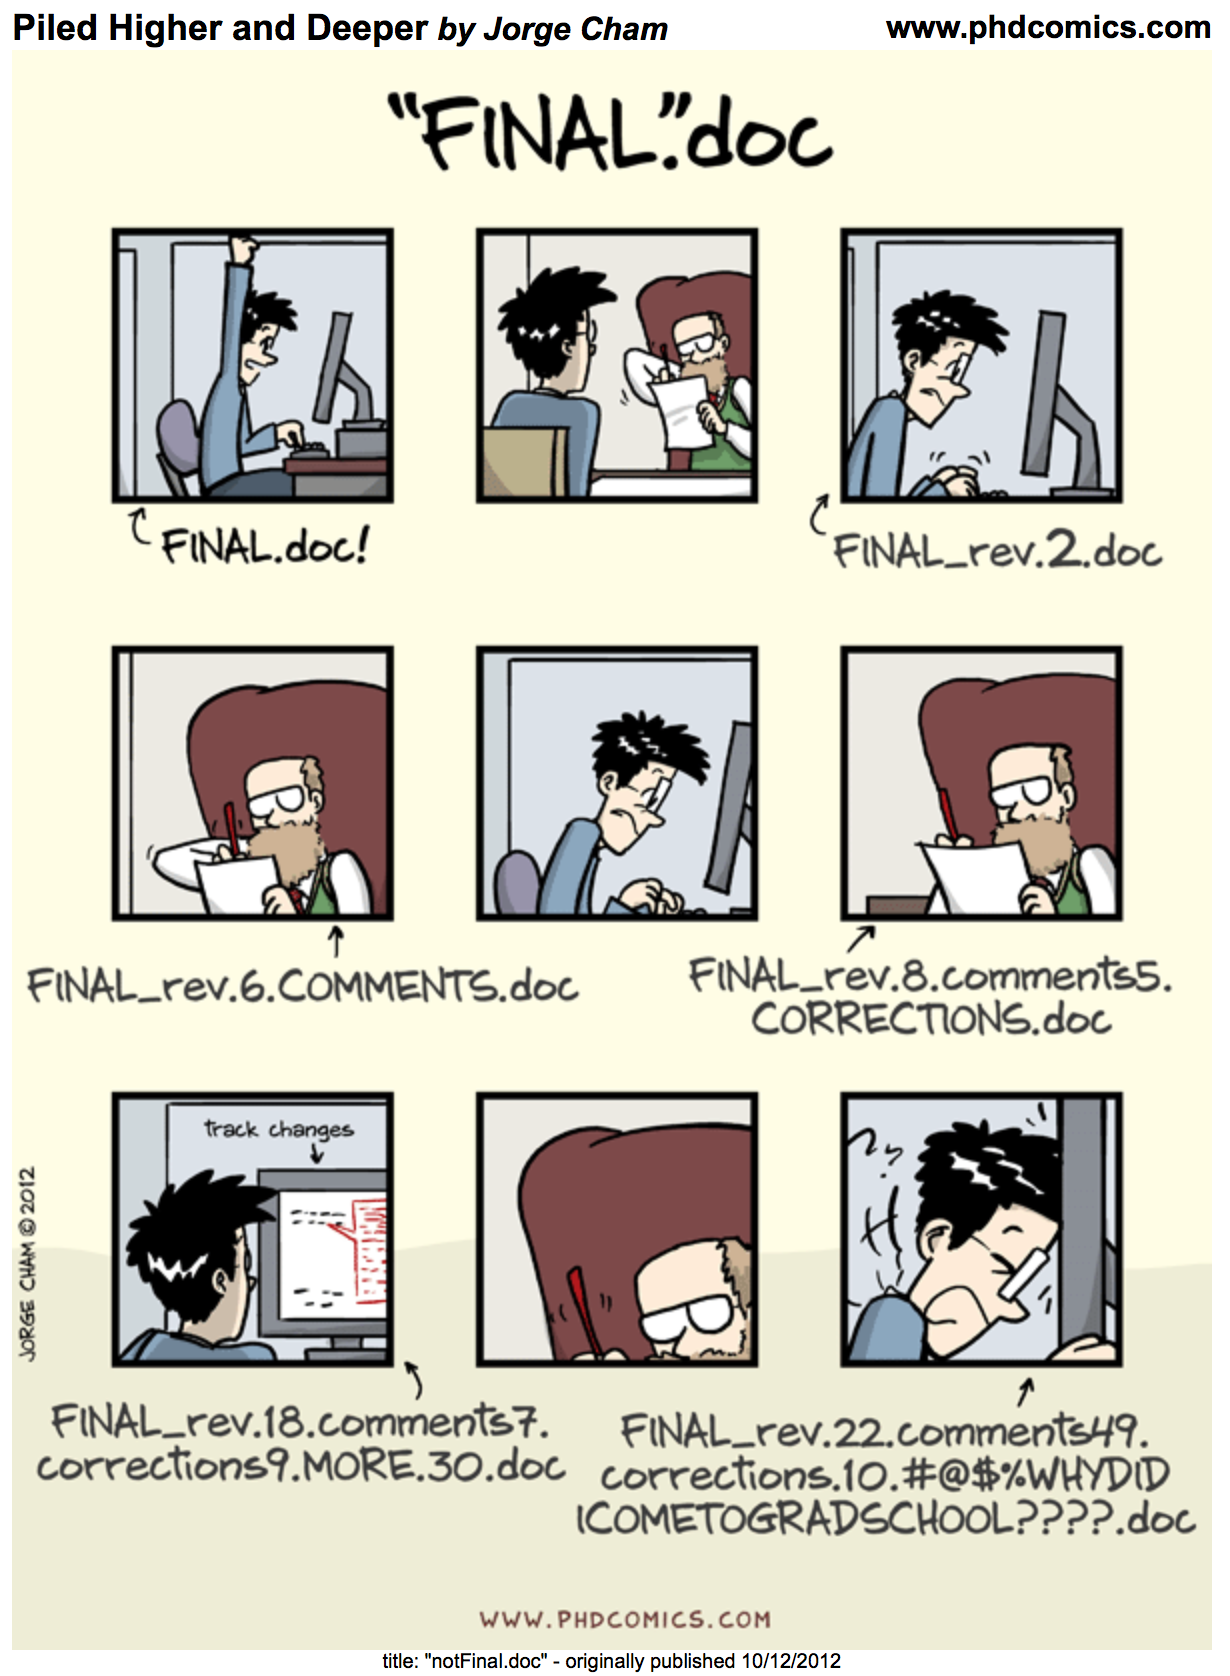 Piled Higher and Deeper by Jorge Cham
www.phdcomics.com
"FINAL".doc
FINAL.doc!
FINAL_rev.2.doc
FINAL_rev.6.COMMENTS.doc
FINAL_rev.8.comments5.
CORRECTIONS.doc
track changes
JORGE CHAM © 2012
FINAL_rev.18.comments7.
corrections9.MORE.30.doc
FINAL_rev.22.comments49.
corrections.10.#@$%WHYDID
ICOMETOGRADSCHOOL????.doc
WWW.PHDCOMICS.COM
title: "notFinal.doc" - originally published 10/12/2012